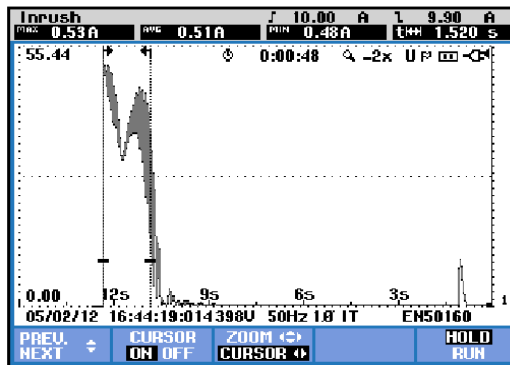 Inrush ∫ 10.00 A ʅ 9.90 A
MAX 0.53A AVG 0.51A MIN 0.48A t⧺ 1.520 s
55.44 0:00:48 -2x U
0.00 12s 9s 6s 3s 1
05/02/12 16:44:19:014 398V 50Hz 1Ø IT EN50160
PREV. CURSOR ZOOM HOLD
NEXT ON OFF CURSOR RUN